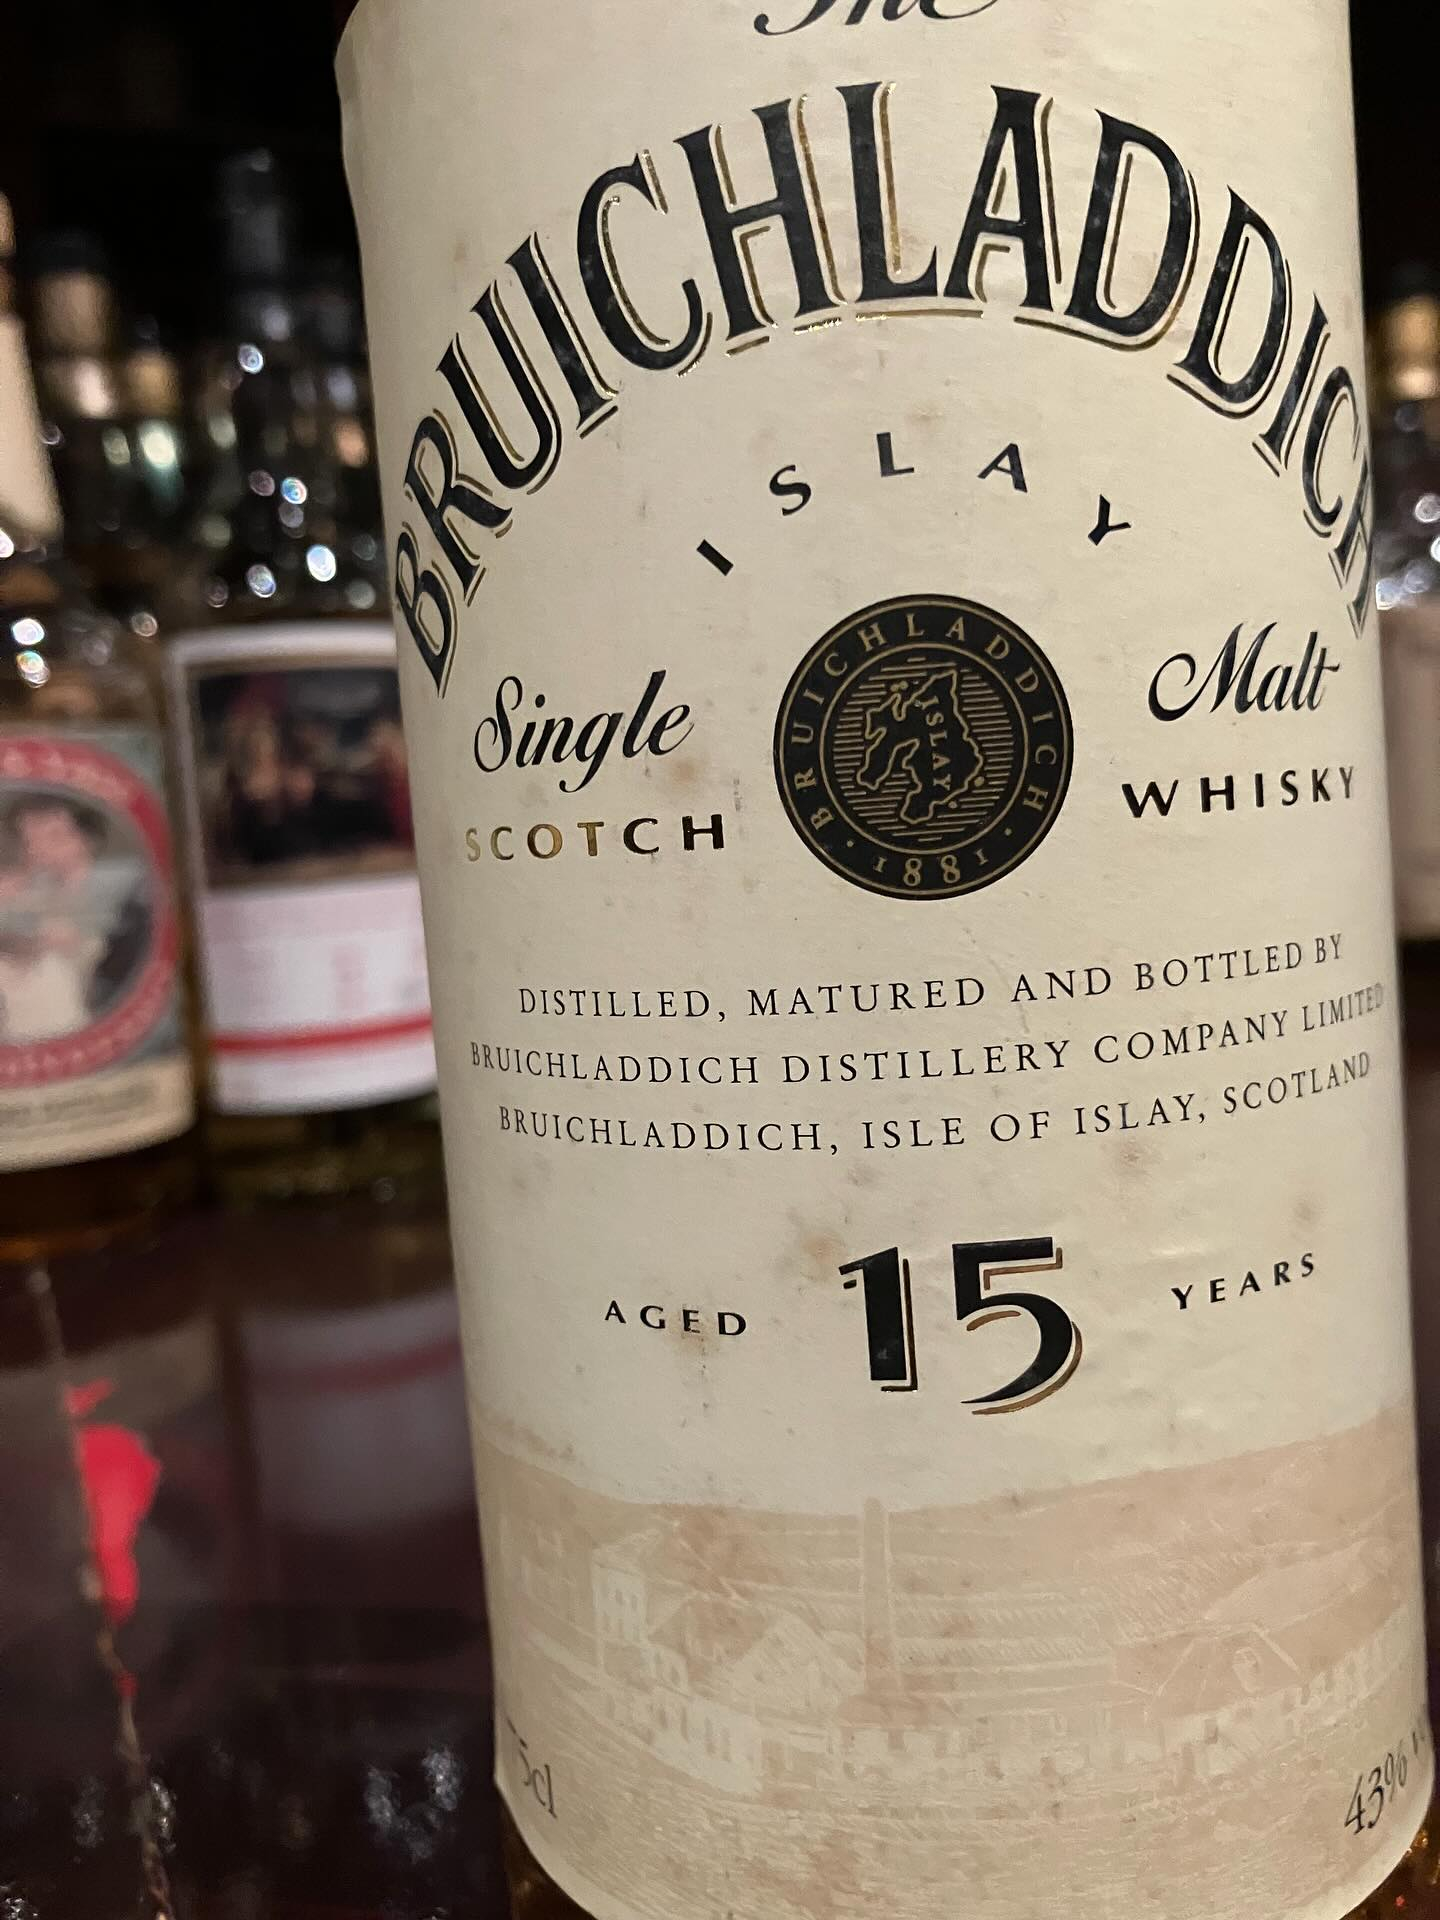 The
BRUICHLADDICH
ISLAY
Single Malt
SCOTCH WHISKY
BRUICHLADDICH
ISLAY
1881
DISTILLED, MATURED AND BOTTLED BY
BRUICHLADDICH DISTILLERY COMPANY LIMITED
BRUICHLADDICH, ISLE OF ISLAY, SCOTLAND
AGED 15 YEARS
5cl 43%